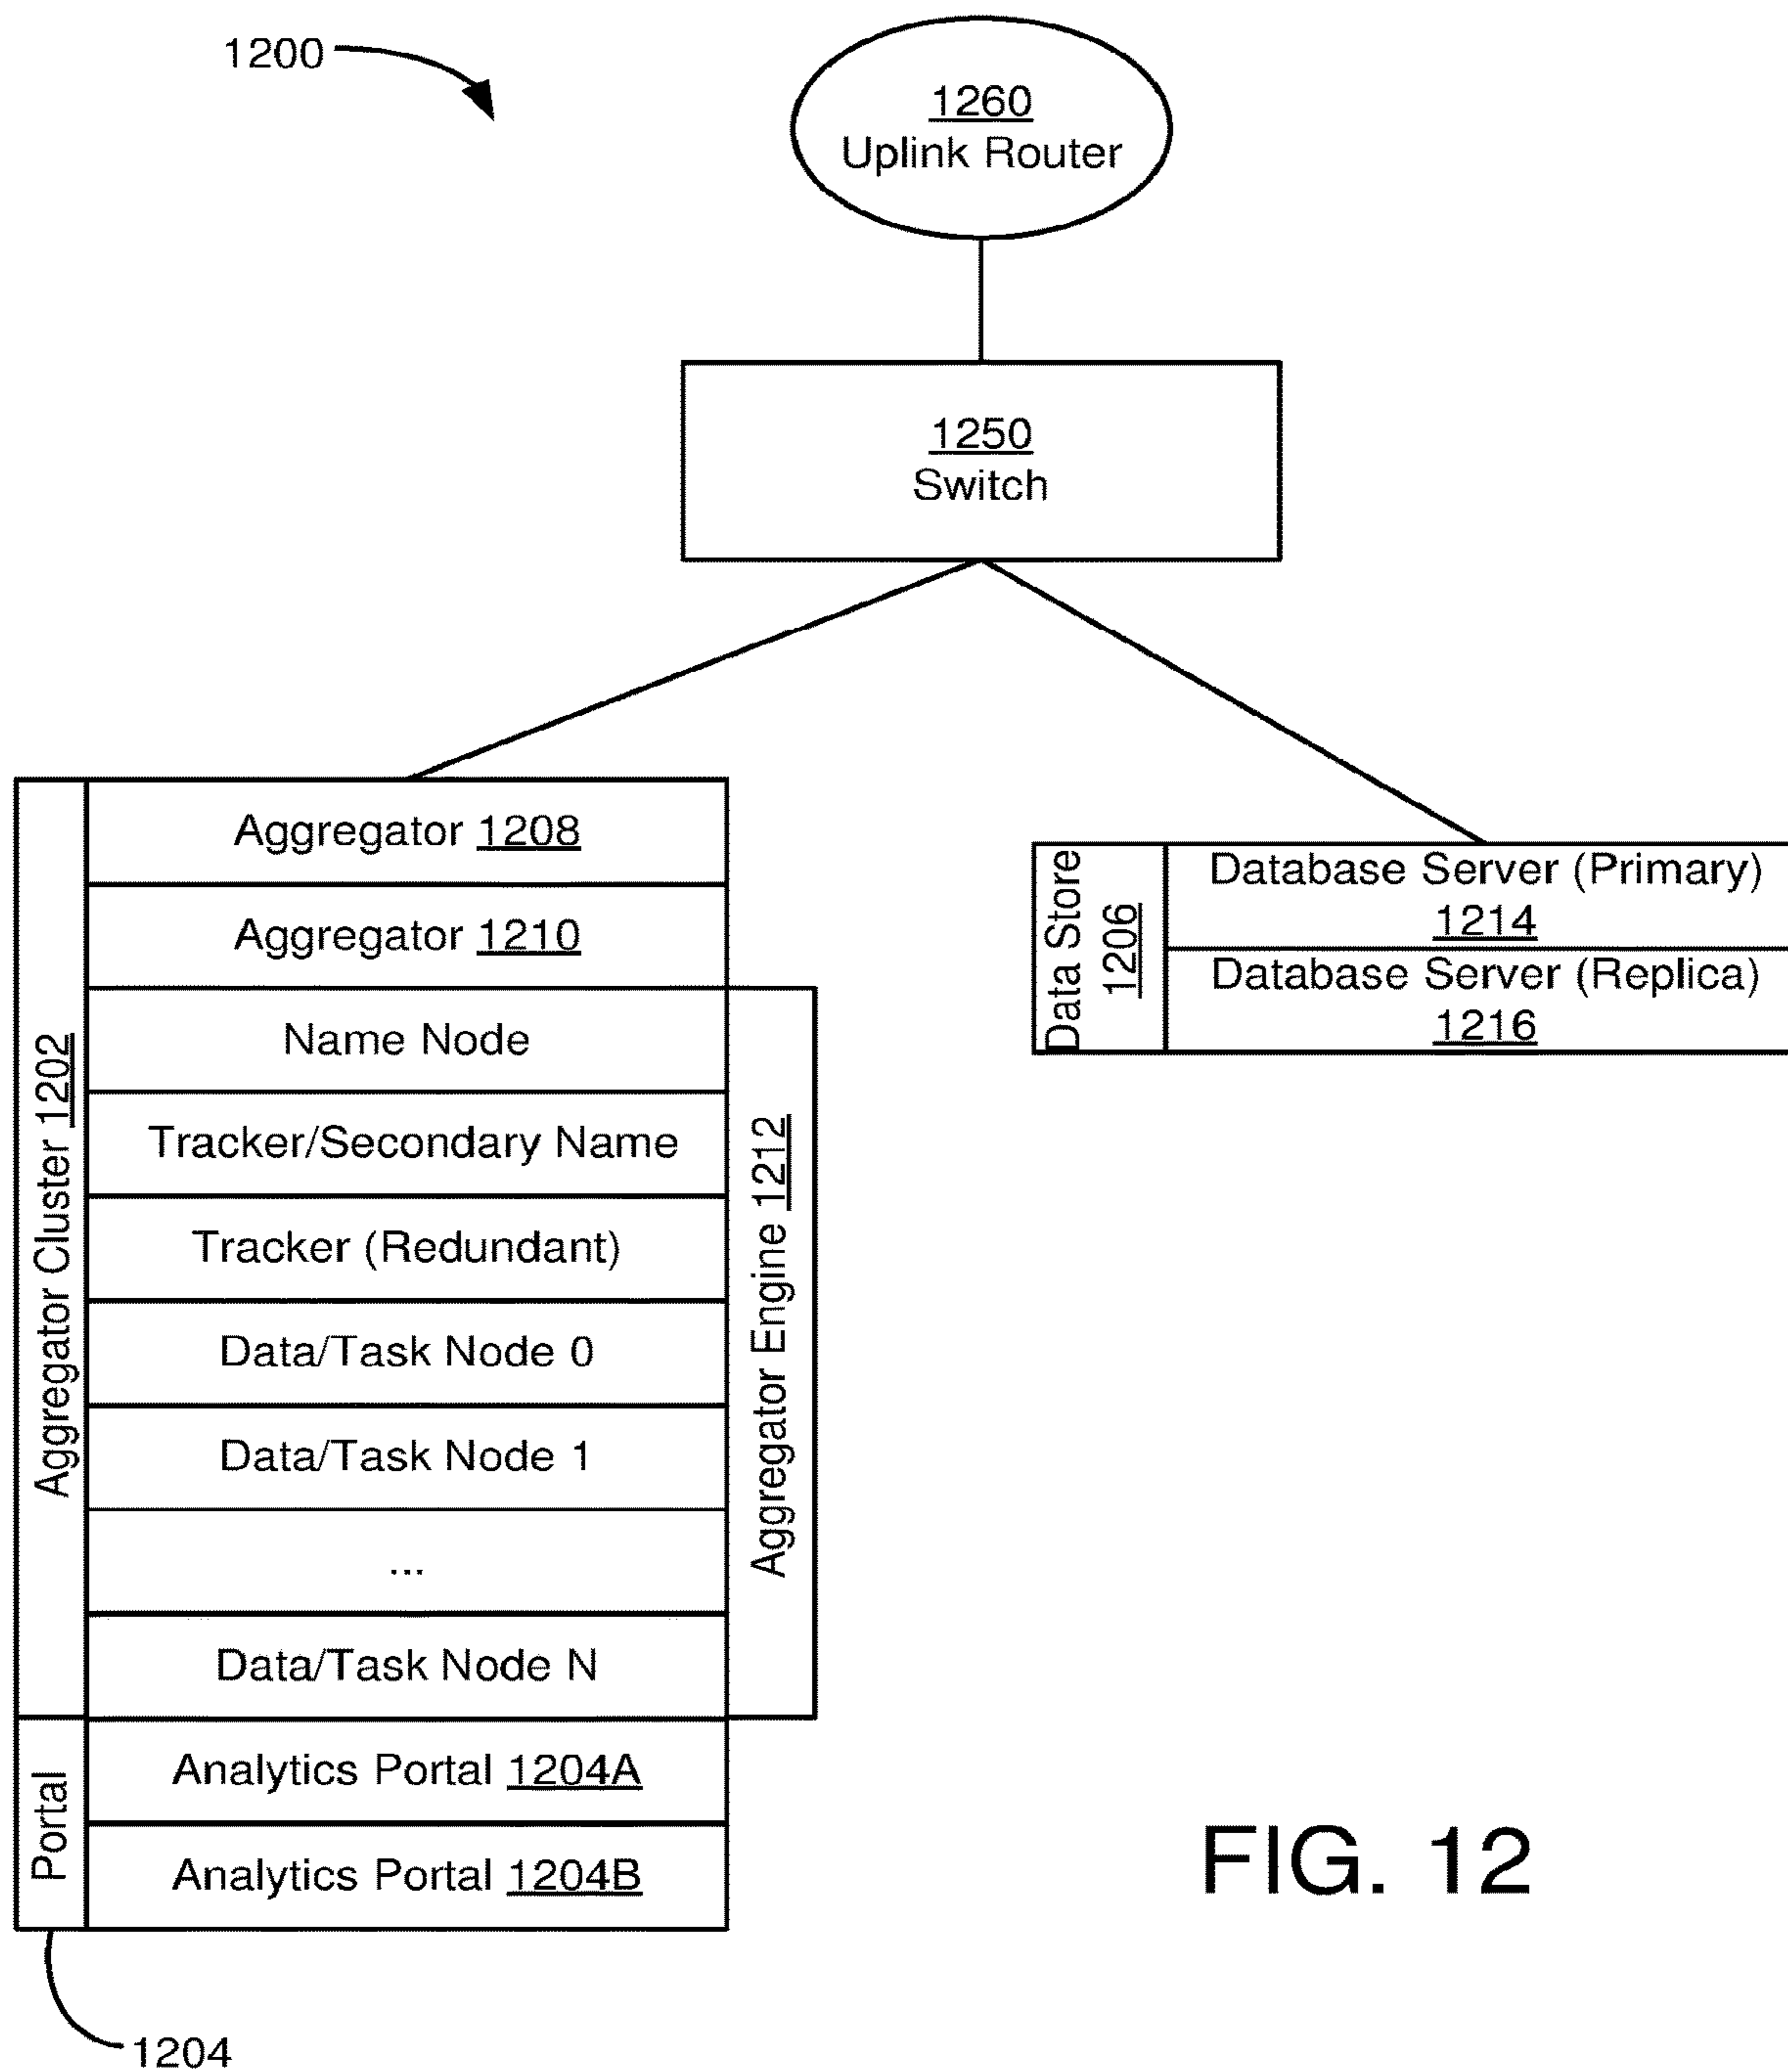 1200
1260
Uplink Router
1250
Switch
Aggregator Cluster 1202
Aggregator 1208
Aggregator 1210
Name Node
Tracker/Secondary Name
Tracker (Redundant)
Data/Task Node 0
Data/Task Node 1
...
Data/Task Node N
Aggregator Engine 1212
Portal
Analytics Portal 1204A
Analytics Portal 1204B
1204
Data Store
1206
Database Server (Primary)
1214
Database Server (Replica)
1216
FIG. 12